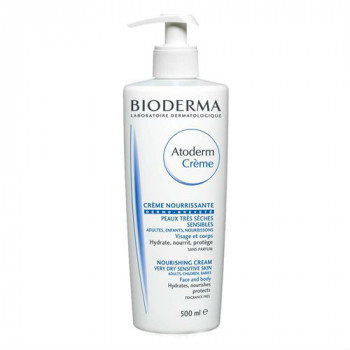 BIODERMA
LABORATOIRE DERMATOLOGIQUE
Atoderm
Crème
CRÈME NOURRISSANTE
DERMO-BREVETÉ
PEAUX TRÈS SÈCHES
SENSIBLES
ADULTES, ENFANTS, NOURRISSONS
Visage et corps
Hydrate, nourrit, protège
SANS PARFUM
NOURISHING CREAM
VERY DRY SENSITIVE SKIN
ADULTS, CHILDREN, BABIES
Face and body
Hydrates, nourishes
protects
FRAGRANCE FREE
500 ml ℮